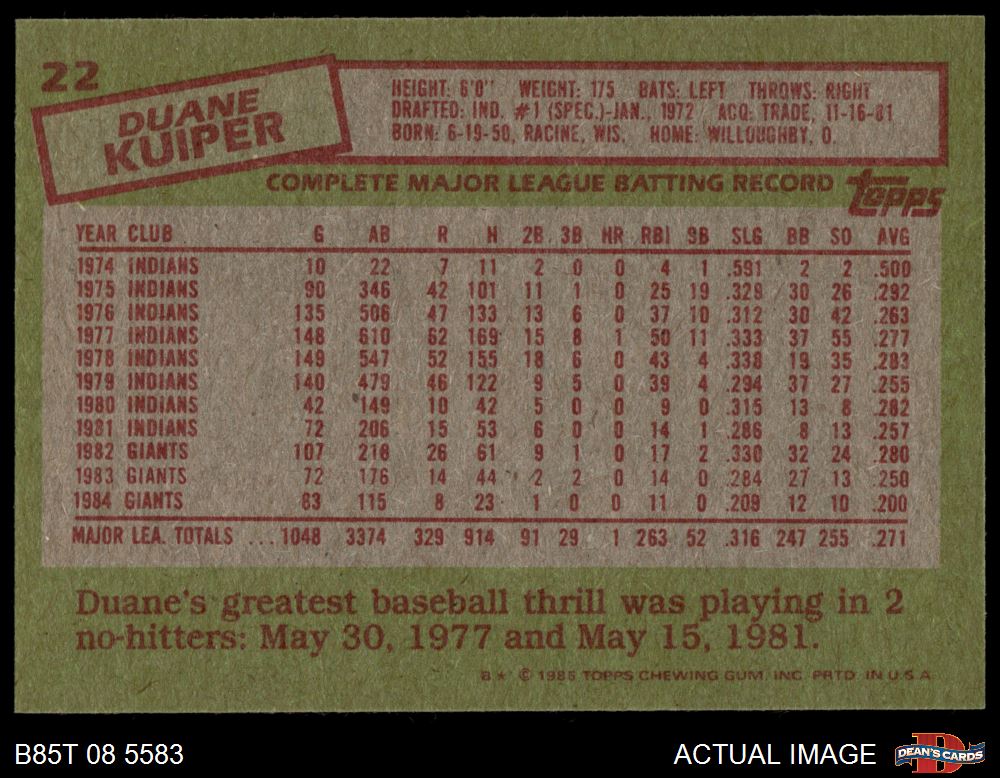 22
DUANE
KUIPER
HEIGHT: 6'0" WEIGHT: 175 BATS: LEFT THROWS: RIGHT
DRAFTED: IND. #1 (SPEC.)-JAN., 1972 ACQ: TRADE, 11-16-81
BORN: 6-19-50, RACINE, WIS. HOME: WILLOUGHBY, O.
COMPLETE MAJOR LEAGUE BATTING RECORD topps
YEAR CLUB G AB R H 2B 3B HR RBI SB SLG BB SO AVG
1974 INDIANS 10 22 7 11 2 0 0 4 1 .591 2 2 .500
1975 INDIANS 90 346 42 101 11 1 0 25 19 .329 30 26 .292
1976 INDIANS 135 506 47 133 13 6 0 37 10 .312 30 42 .263
1977 INDIANS 148 610 62 169 15 8 1 50 11 .333 37 55 .277
1978 INDIANS 149 547 52 155 18 6 0 43 4 .338 19 35 .283
1979 INDIANS 140 479 46 122 9 5 0 39 4 .294 37 27 .255
1980 INDIANS 42 149 10 42 5 0 0 9 0 .315 13 8 .282
1981 INDIANS 72 206 15 53 6 0 0 14 1 .286 8 13 .257
1982 GIANTS 107 218 26 61 9 1 0 17 2 .330 32 24 .280
1983 GIANTS 72 176 14 44 2 2 0 14 0 .284 27 13 .250
1984 GIANTS 83 115 8 23 1 0 0 11 0 .209 12 10 .200
MAJOR LEA. TOTALS ... 1048 3374 329 914 91 29 1 263 52 .316 247 255 .271
Duane's greatest baseball thrill was playing in 2
no-hitters: May 30, 1977 and May 15, 1981.
B* © 1985 TOPPS CHEWING GUM, INC. PRTD. IN U.S.A.
B85T 08 5583
ACTUAL IMAGE
D
DEAN'S CARDS